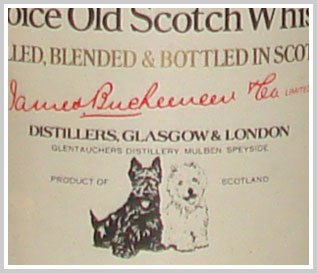 oice Old Scotch Whis
LLED, BLENDED & BOTTLED IN SCOT
James Buchanan & Co. LIMITED
DISTILLERS, GLASGOW & LONDON
GLENTAUCHERS DISTILLERY MULBEN SPEYSIDE
PRODUCT OF SCOTLAND